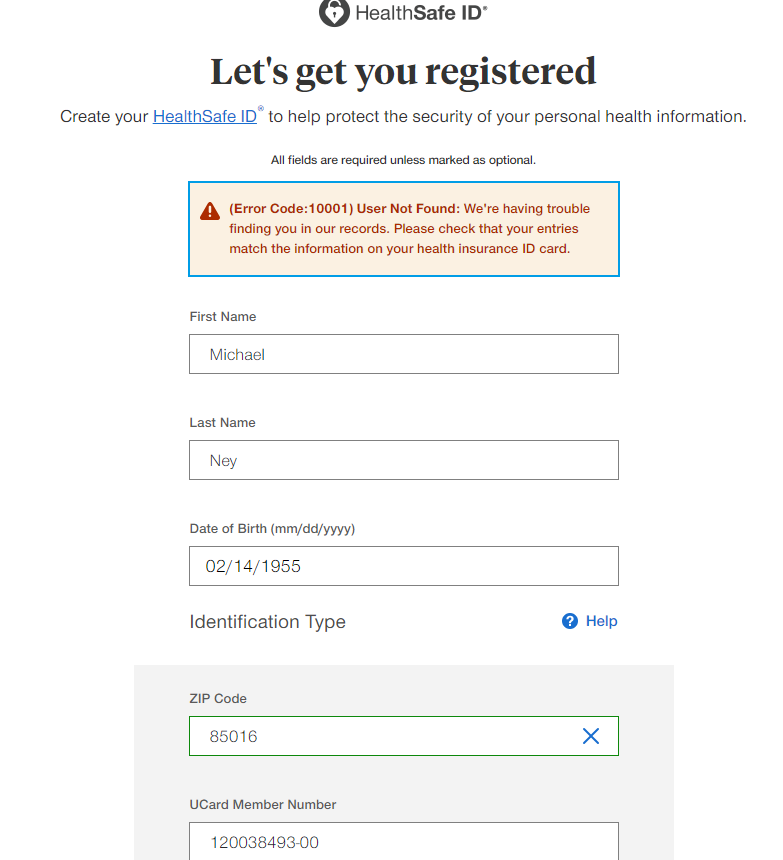 HealthSafe ID®
Let's get you registered
Create your HealthSafe ID® to help protect the security of your personal health information.
All fields are required unless marked as optional.
(Error Code:10001) User Not Found: We're having trouble
finding you in our records. Please check that your entries
match the information on your health insurance ID card.
First Name
Michael
Last Name
Ney
Date of Birth (mm/dd/yyyy)
02/14/1955
Identification Type
? Help
ZIP Code
85016
UCard Member Number
120038493-00